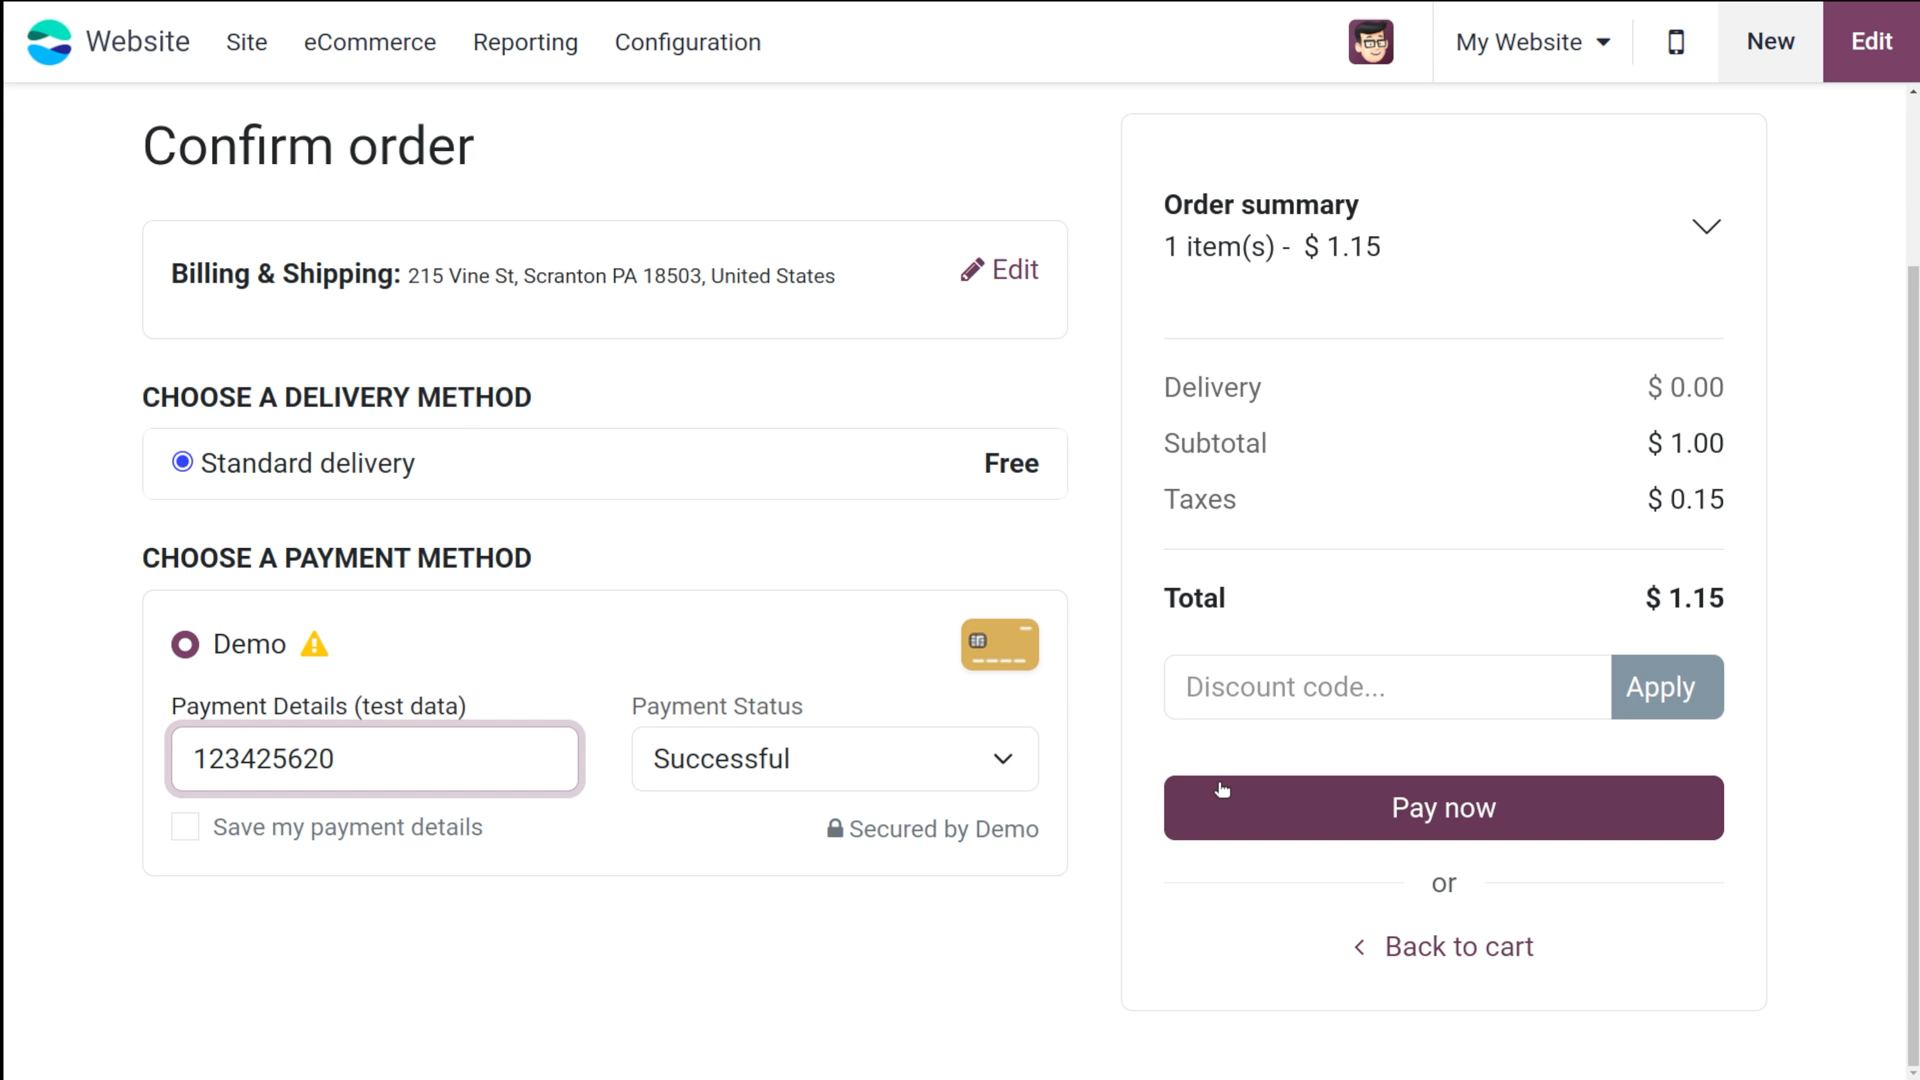 Website Site eCommerce Reporting Configuration My Website New Edit
Confirm order
Billing & Shipping: 215 Vine St, Scranton PA 18503, United States Edit
CHOOSE A DELIVERY METHOD
Standard delivery Free
CHOOSE A PAYMENT METHOD
Demo
Payment Details (test data) Payment Status
123425620 Successful
Save my payment details Secured by Demo
Order summary
1 item(s) - $ 1.15
Delivery $ 0.00
Subtotal $ 1.00
Taxes $ 0.15
Total $ 1.15
Discount code... Apply
Pay now
or
Back to cart